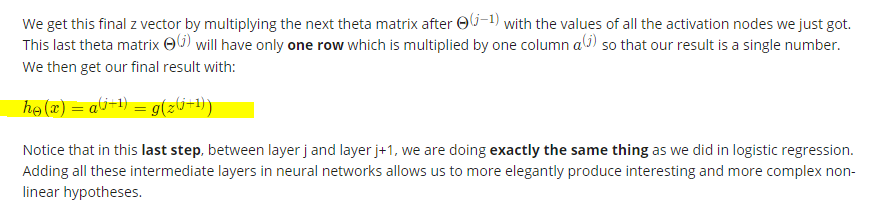 We get this final z vector by multiplying the next theta matrix after Θ⁽ʲ⁻¹⁾ with the values of all the activation nodes we just got.
This last theta matrix Θ⁽ʲ⁾ will have only one row which is multiplied by one column a⁽ʲ⁾ so that our result is a single number.
We then get our final result with:
h_Θ(x) = a⁽ʲ⁺¹⁾ = g(z⁽ʲ⁺¹⁾)
Notice that in this last step, between layer j and layer j+1, we are doing exactly the same thing as we did in logistic regression.
Adding all these intermediate layers in neural networks allows us to more elegantly produce interesting and more complex non-
linear hypotheses.